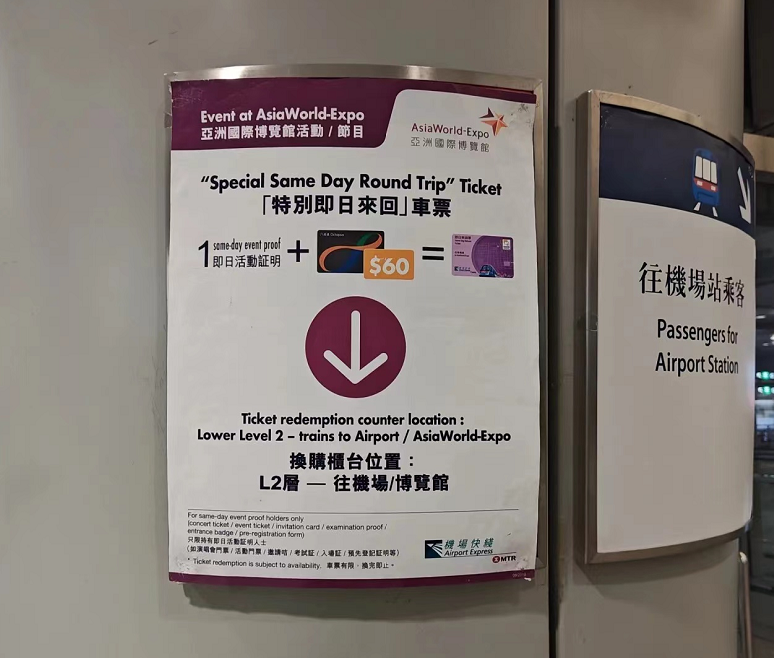 Event at AsiaWorld-Expo
亞洲國際博覽館活動 / 節目
AsiaWorld-Expo
亞洲國際博覽館
“Special Same Day Round Trip” Ticket
「特別即日來回」車票
1 same-day event proof
即日活動証明
+
$60
=
Ticket redemption counter location :
Lower Level 2 – trains to Airport / AsiaWorld-Expo
換購櫃台位置：
L2層 — 往機場/博覽館
For same-day event proof holders only
(concert ticket / event ticket / invitation card / examination proof /
entrance badge / pre-registration form)
只限持有即日活動証明人士
(如演唱會門票 / 活動門票 / 邀請咭 / 考試証 / 入場証 / 預先登記証明等)
* Ticket redemption is subject to availability. 車票有限，換完即止。
機場快綫
Airport Express
MTR
往機場站乘客
Passengers for
Airport Station